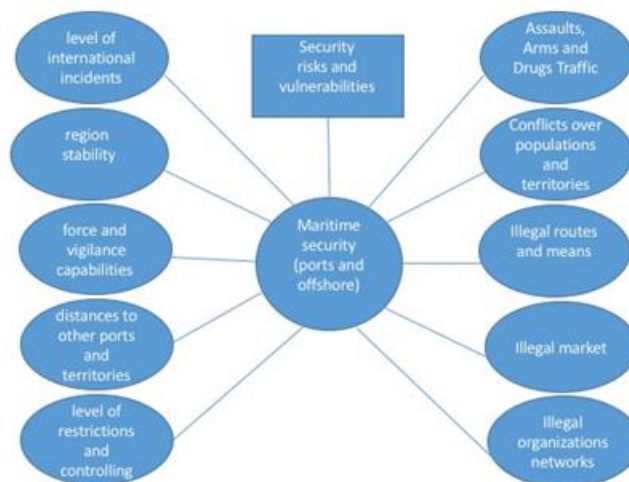 level of
international
incidents
Security
risks and
vulnerabilities
Assaults,
Arms and
Drugs Traffic
region
stability
Conflicts over
populations
and
territories
force and
vigilance
capabilities
Maritime
security
(ports and
offshore)
Illegal routes
and means
distances to
other ports
and
territories
Illegal market
level of
restrictions
and
controlling
Illegal
organizations
networks